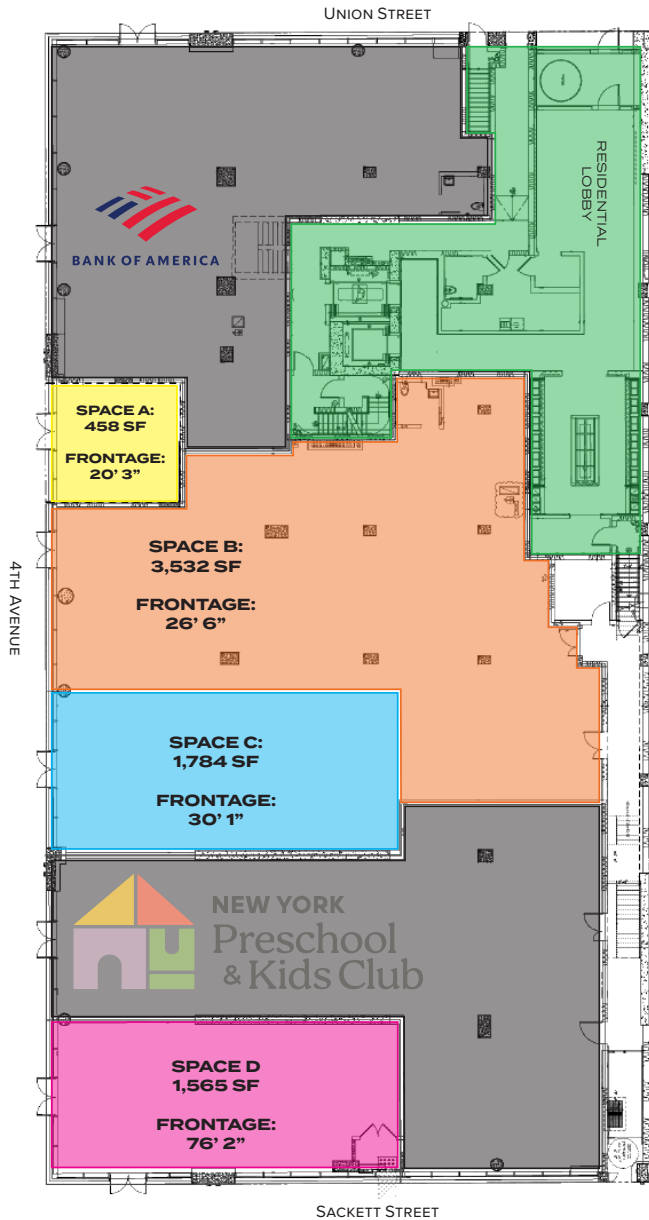 UNION STREET
RESIDENTIAL
LOBBY
BANK OF AMERICA
SPACE A:
458 SF
FRONTAGE:
20' 3”
SPACE B:
3,532 SF
FRONTAGE:
26' 6”
4TH AVENUE
SPACE C:
1,784 SF
FRONTAGE:
30' 1”
NEW YORK
Preschool
& Kids Club
SPACE D
1,565 SF
FRONTAGE:
76' 2”
SACKETT STREET